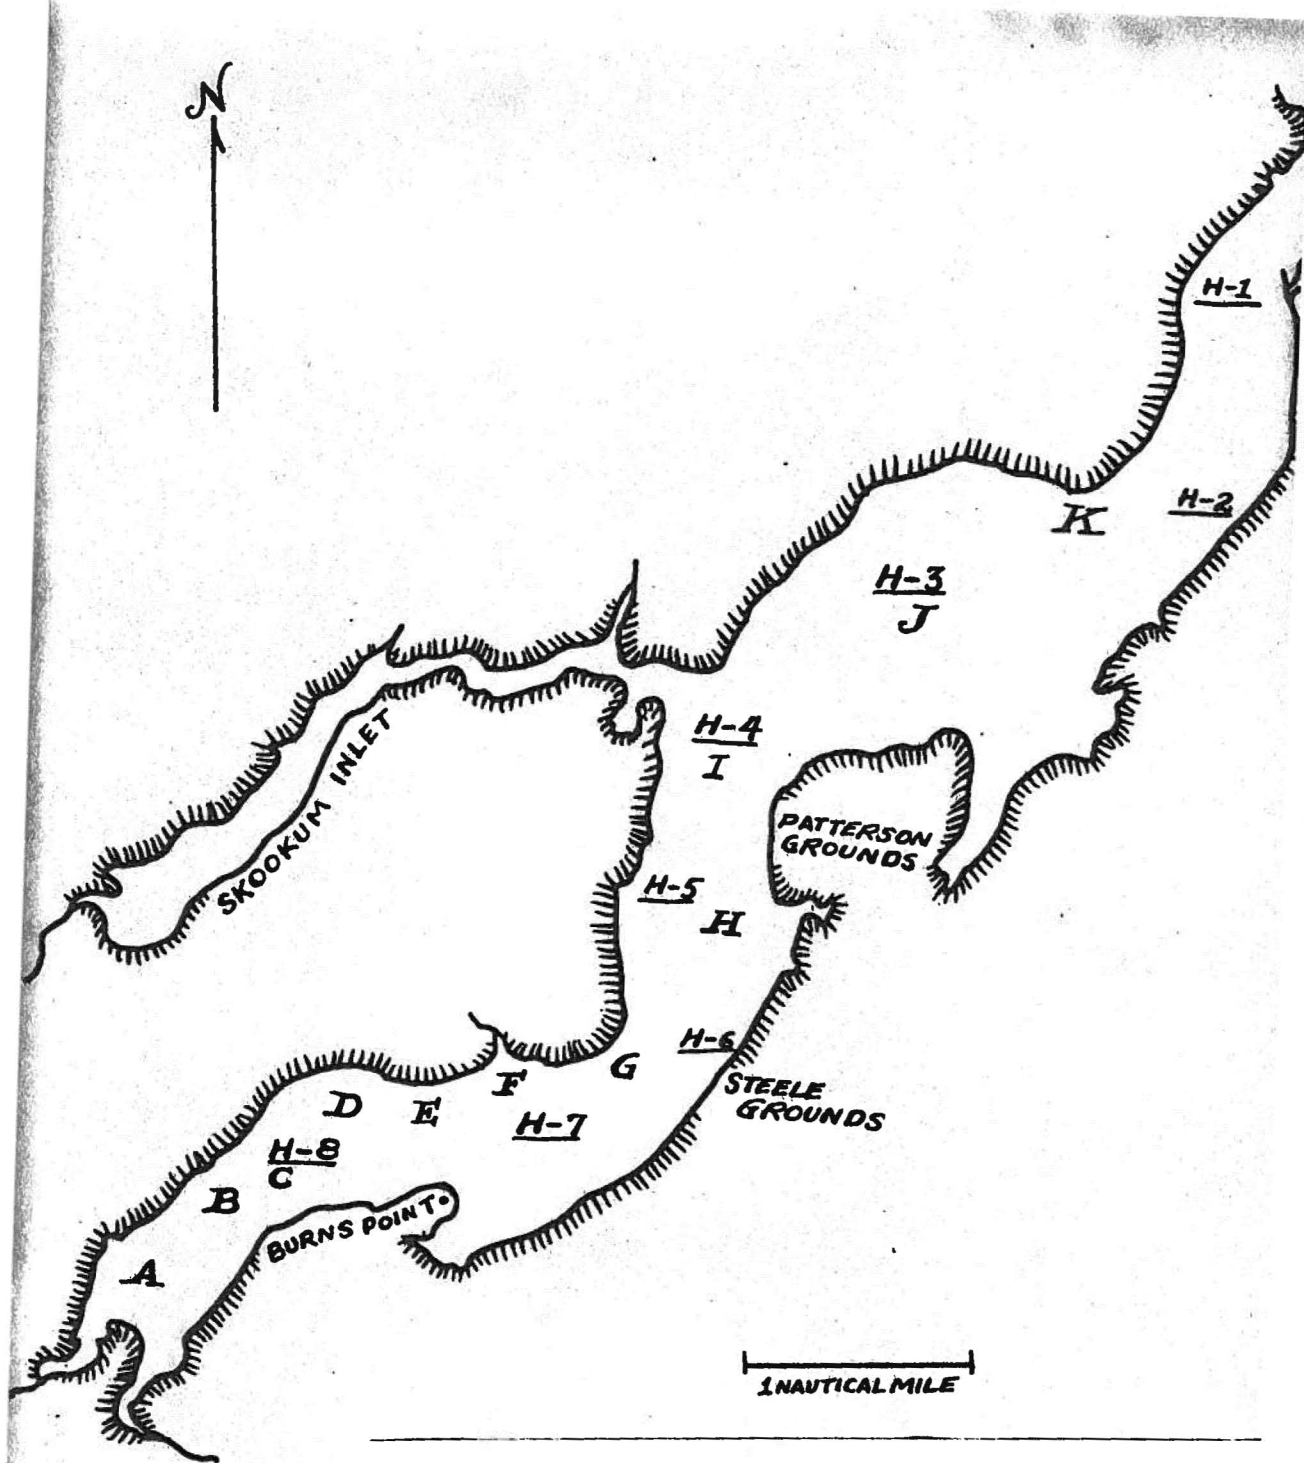 N
H-1
H-2
K
H-3
J
H-4
I
SKOOKUM INLET
PATTERSON
GROUNDS
H-5
H
H-6
G
F
STEELE
GROUNDS
D
E
H-7
H-8
C
B
BURNS POINT
A
1 NAUTICAL MILE